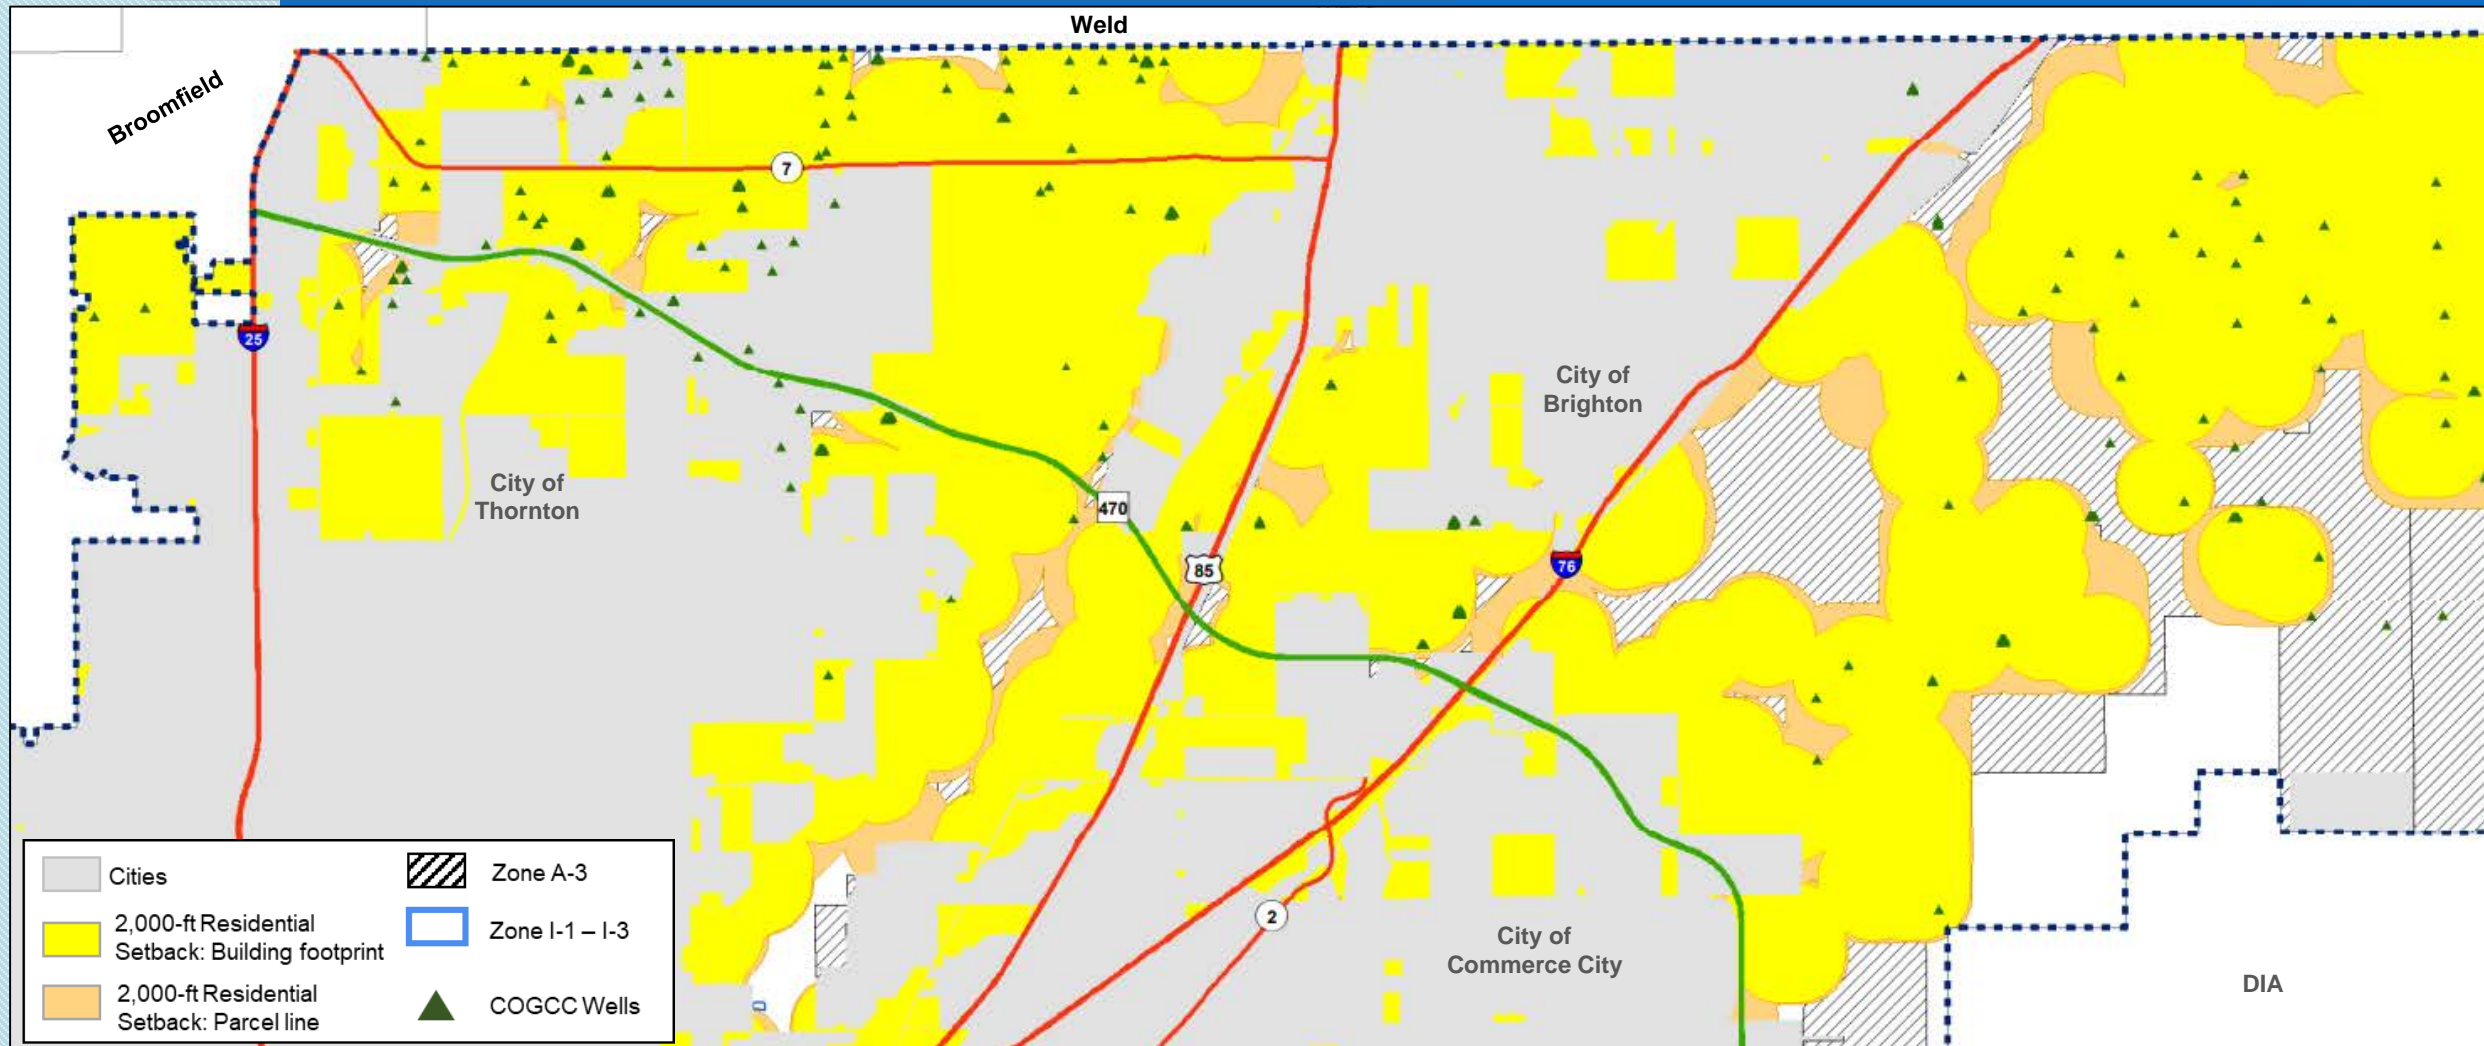 Weld
Broomfield
7
25
City of
Brighton
City of
Thornton
470
85
76
2
City of
Commerce City
DIA
Cities
2,000-ft Residential
Setback: Building footprint
2,000-ft Residential
Setback: Parcel line
Zone A-3
Zone I-1 – I-3
COGCC Wells